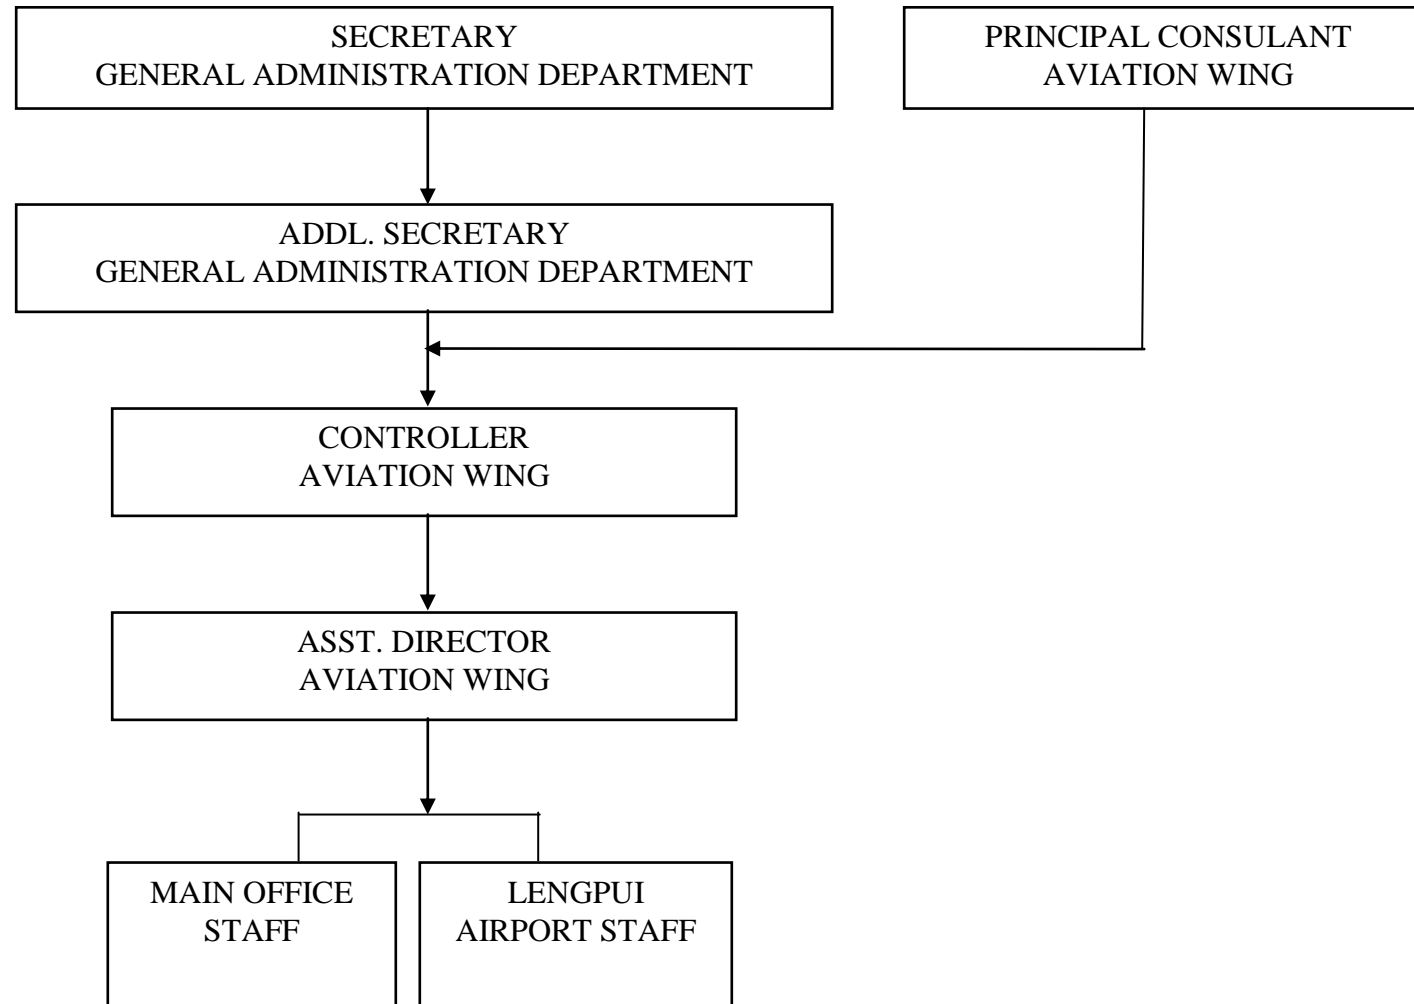 SECRETARY
GENERAL ADMINISTRATION DEPARTMENT
PRINCIPAL CONSULANT
AVIATION WING
ADDL. SECRETARY
GENERAL ADMINISTRATION DEPARTMENT
CONTROLLER
AVIATION WING
ASST. DIRECTOR
AVIATION WING
MAIN OFFICE
STAFF
LENGPUI
AIRPORT STAFF